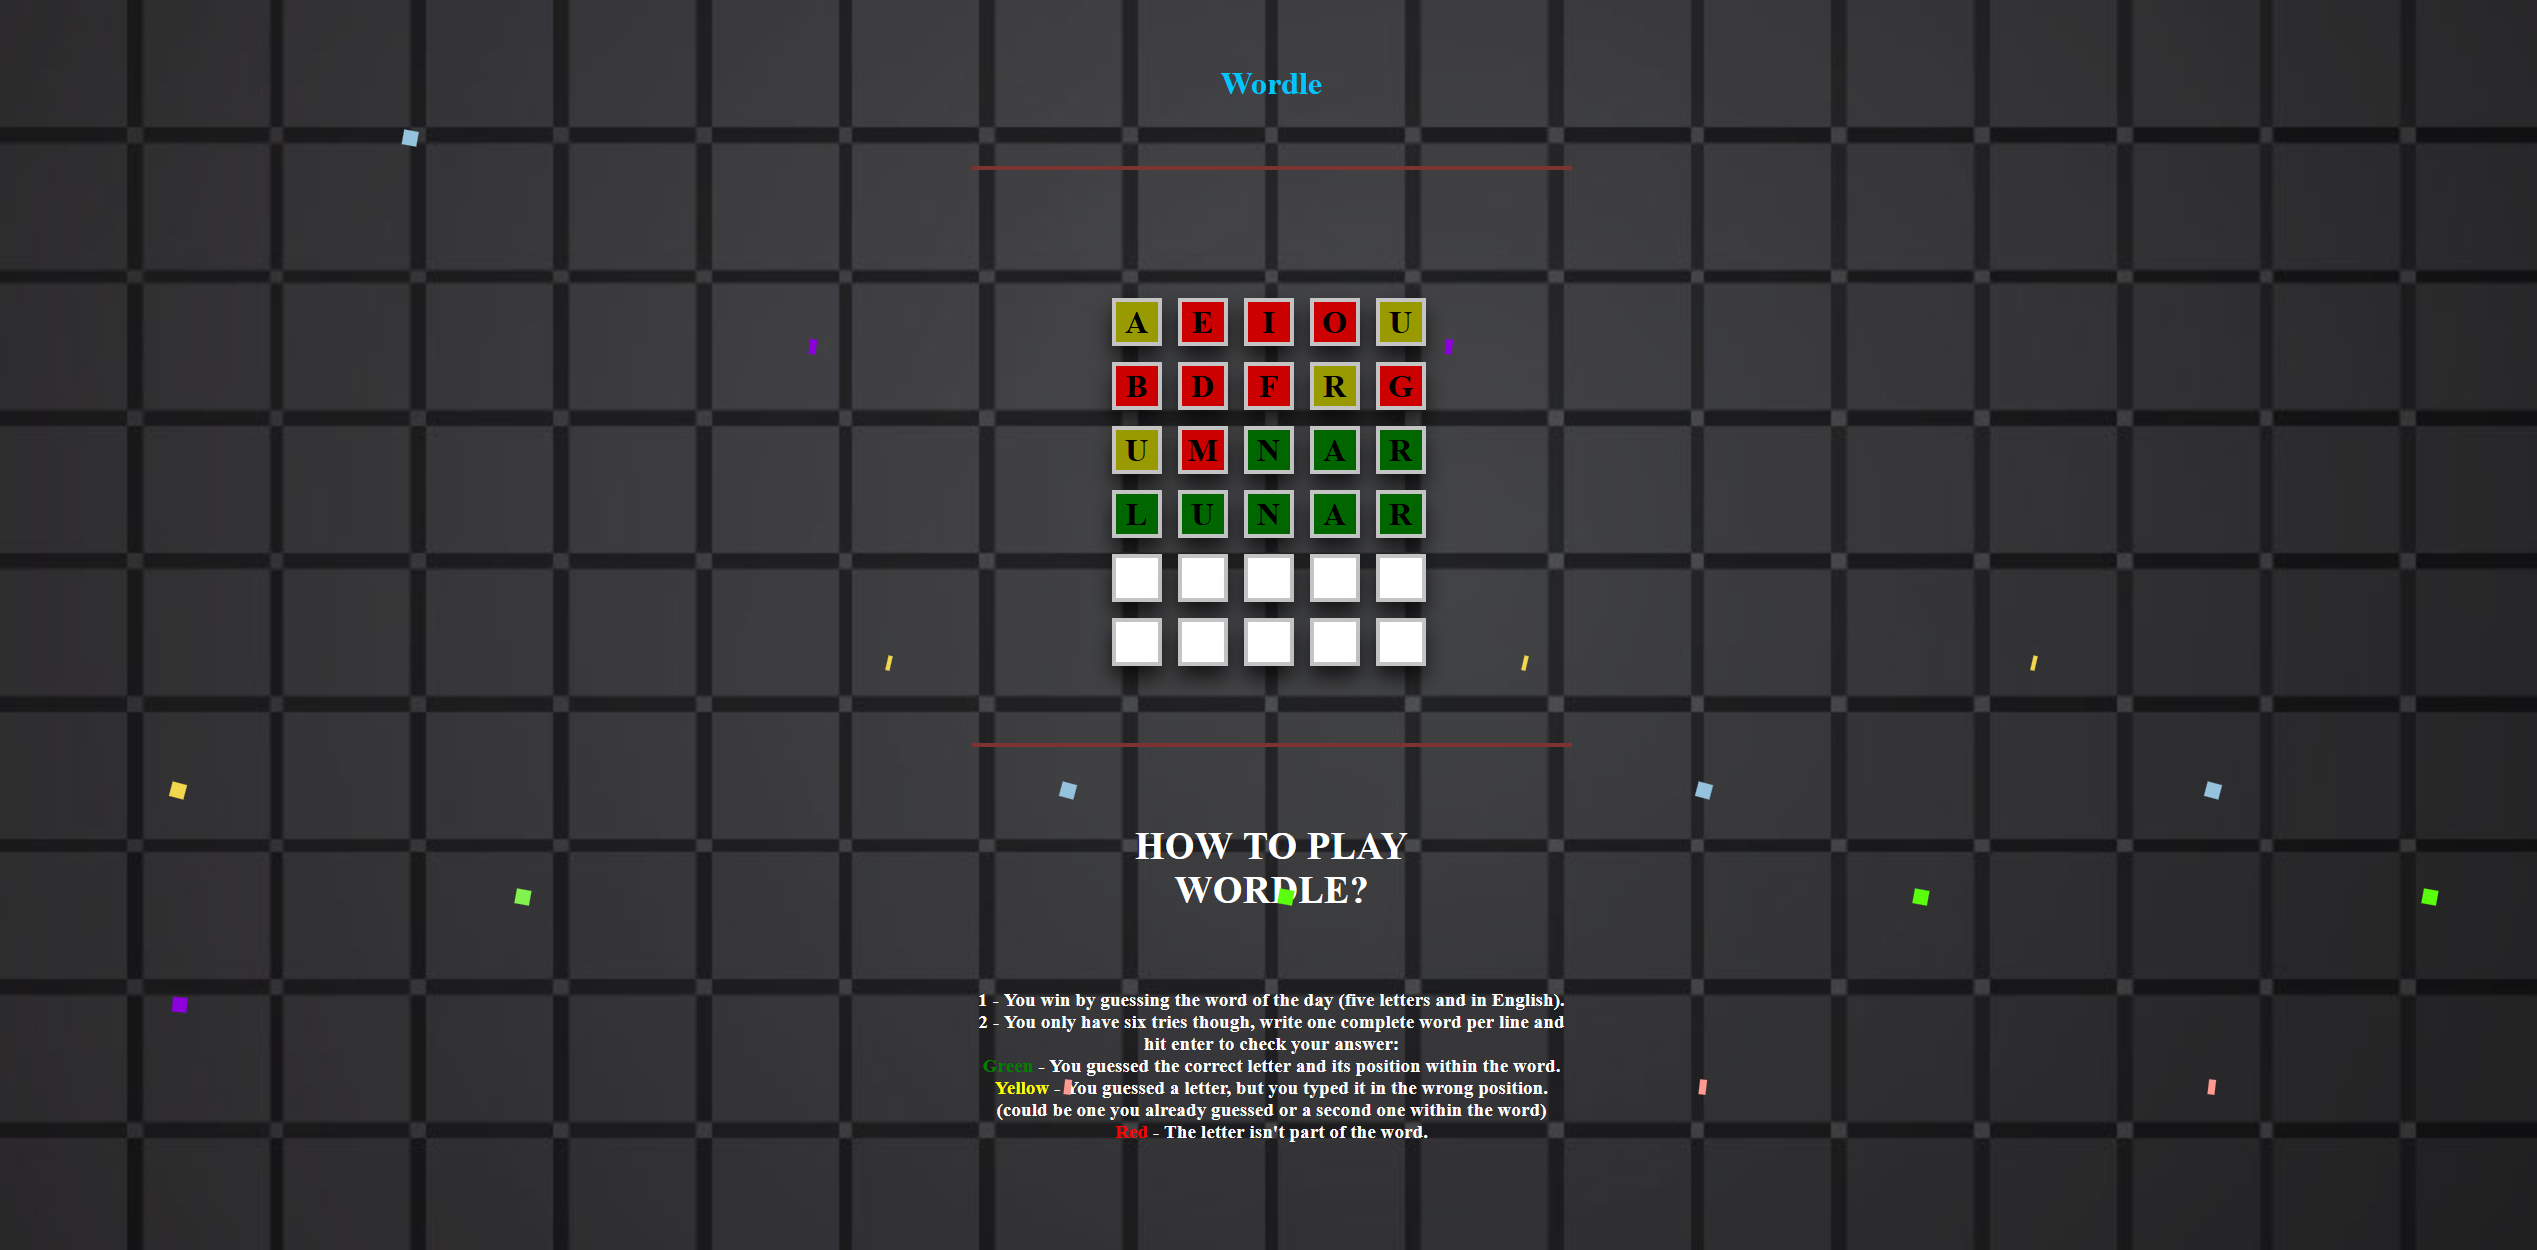 Wordle
A E I O U
B D F R G
U M N A R
L U N A R
HOW TO PLAY
WORDLE?
1 - You win by guessing the word of the day (five letters and in English).
2 - You only have six tries though, write one complete word per line and
hit enter to check your answer:
Green - You guessed the correct letter and its position within the word.
Yellow - You guessed a letter, but you typed it in the wrong position.
(could be one you already guessed or a second one within the word)
Red - The letter isn't part of the word.